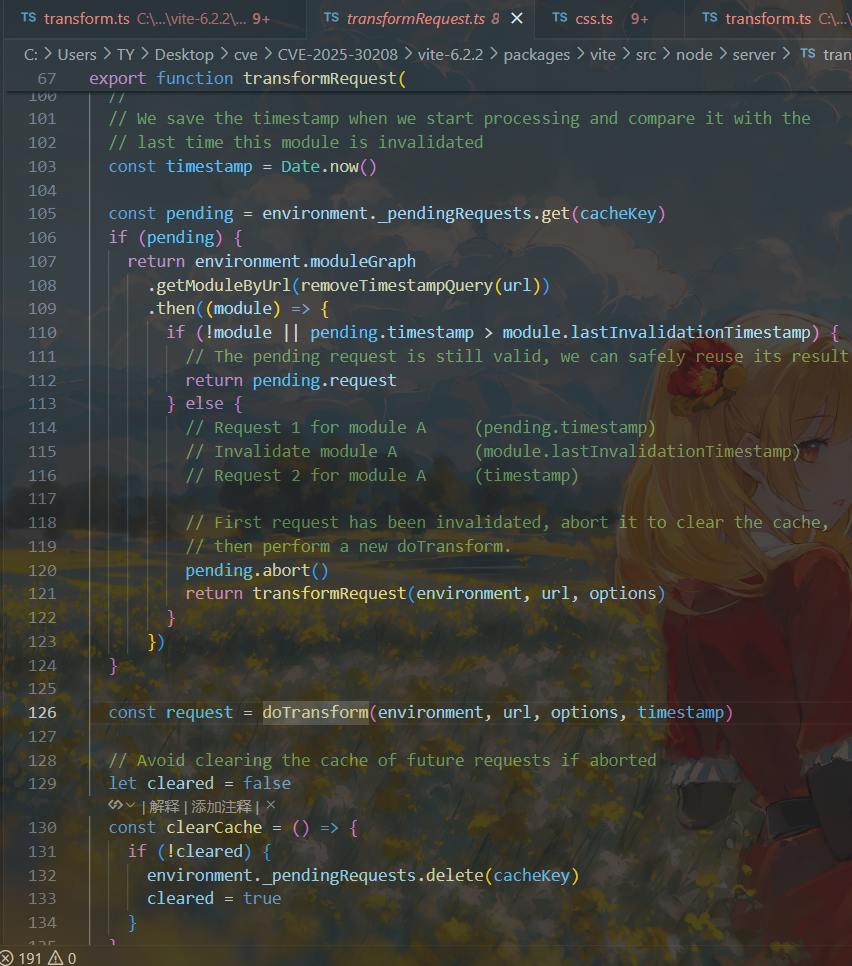 TS transform.ts C:\...\vite-6.2.2\... 9+ TS transformRequest.ts 8 × TS css.ts 9+ TS transform.ts C:\...\
C: > Users > TY > Desktop > cve > CVE-2025-30208 > vite-6.2.2 > packages > vite > src > node > server > TS tran
67 export function transformRequest(
100 //
101 // We save the timestamp when we start processing and compare it with the
102 // last time this module is invalidated
103 const timestamp = Date.now()
104
105 const pending = environment._pendingRequests.get(cacheKey)
106 if (pending) {
107 return environment.moduleGraph
108 .getModuleByUrl(removeTimestampQuery(url))
109 .then((module) => {
110 if (!module || pending.timestamp > module.lastInvalidationTimestamp) {
111 // The pending request is still valid, we can safely reuse its result
112 return pending.request
113 } else {
114 // Request 1 for module A (pending.timestamp)
115 // Invalidate module A (module.lastInvalidationTimestamp)
116 // Request 2 for module A (timestamp)
117
118 // First request has been invalidated, abort it to clear the cache,
119 // then perform a new doTransform.
120 pending.abort()
121 return transformRequest(environment, url, options)
122 }
123 })
124 }
125
126 const request = doTransform(environment, url, options, timestamp)
127
128 // Avoid clearing the cache of future requests if aborted
129 let cleared = false
| 解释 | 添加注释 | ×
130 const clearCache = () => {
131 if (!cleared) {
132 environment._pendingRequests.delete(cacheKey)
133 cleared = true
134 }
135 }
191 0